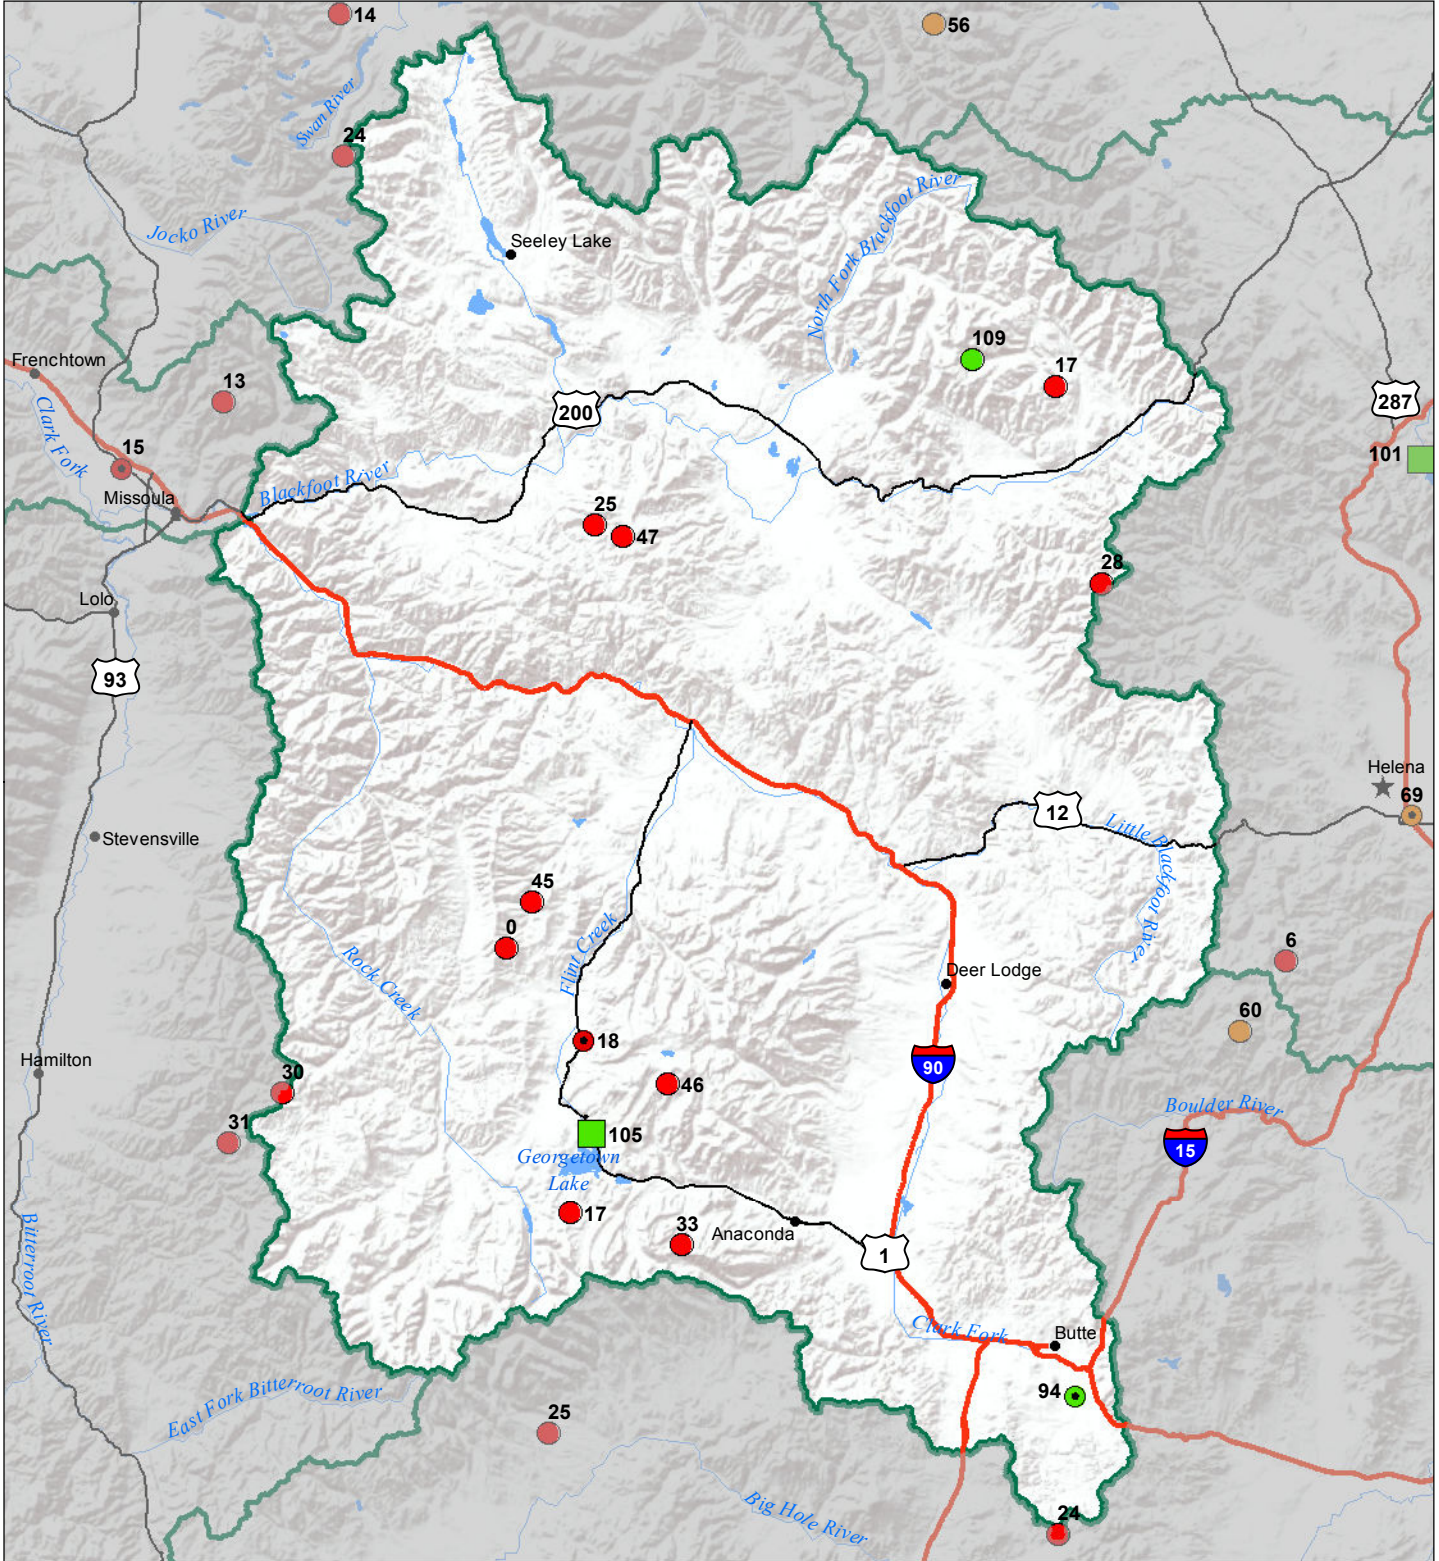 14
56
Swan River
24
Jocko River
Seeley Lake
North Fork Blackfoot River
109
17
Frenchtown
13
200
287
Clark Fork
15
101
Missoula
Blackfoot River
25
47
28
Lolo
93
12
Helena
69
Little Blackfoot River
Stevensville
45
0
Flint Creek
Rock Creek
6
Deer Lodge
60
18
90
Hamilton
30
46
31
105
Boulder River
15
Georgetown
Lake
17
33
Anaconda
1
Bitterroot River
Clark Fork
Butte
94
East Fork Bitterroot River
25
Big Hole River
24